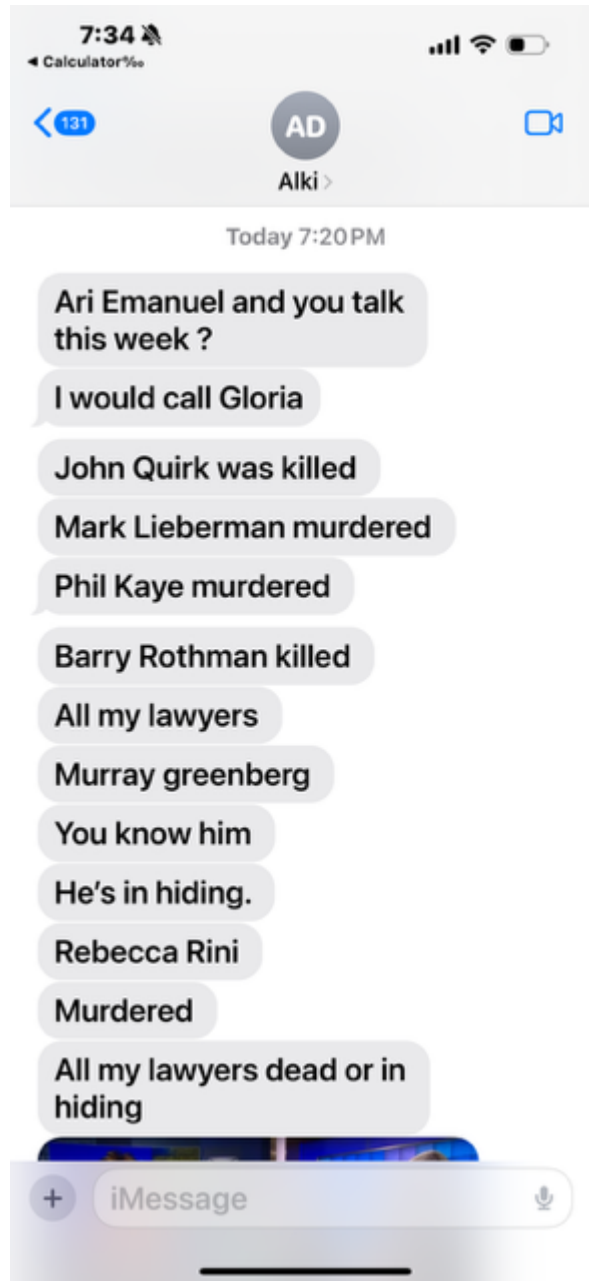 7:34
◀ Calculator‰
131
AD
Alki
Today 7:20 PM
Ari Emanuel and you talk
this week ?
I would call Gloria
John Quirk was killed
Mark Lieberman murdered
Phil Kaye murdered
Barry Rothman killed
All my lawyers
Murray greenberg
You know him
He’s in hiding.
Rebecca Rini
Murdered
All my lawyers dead or in
hiding
iMessage